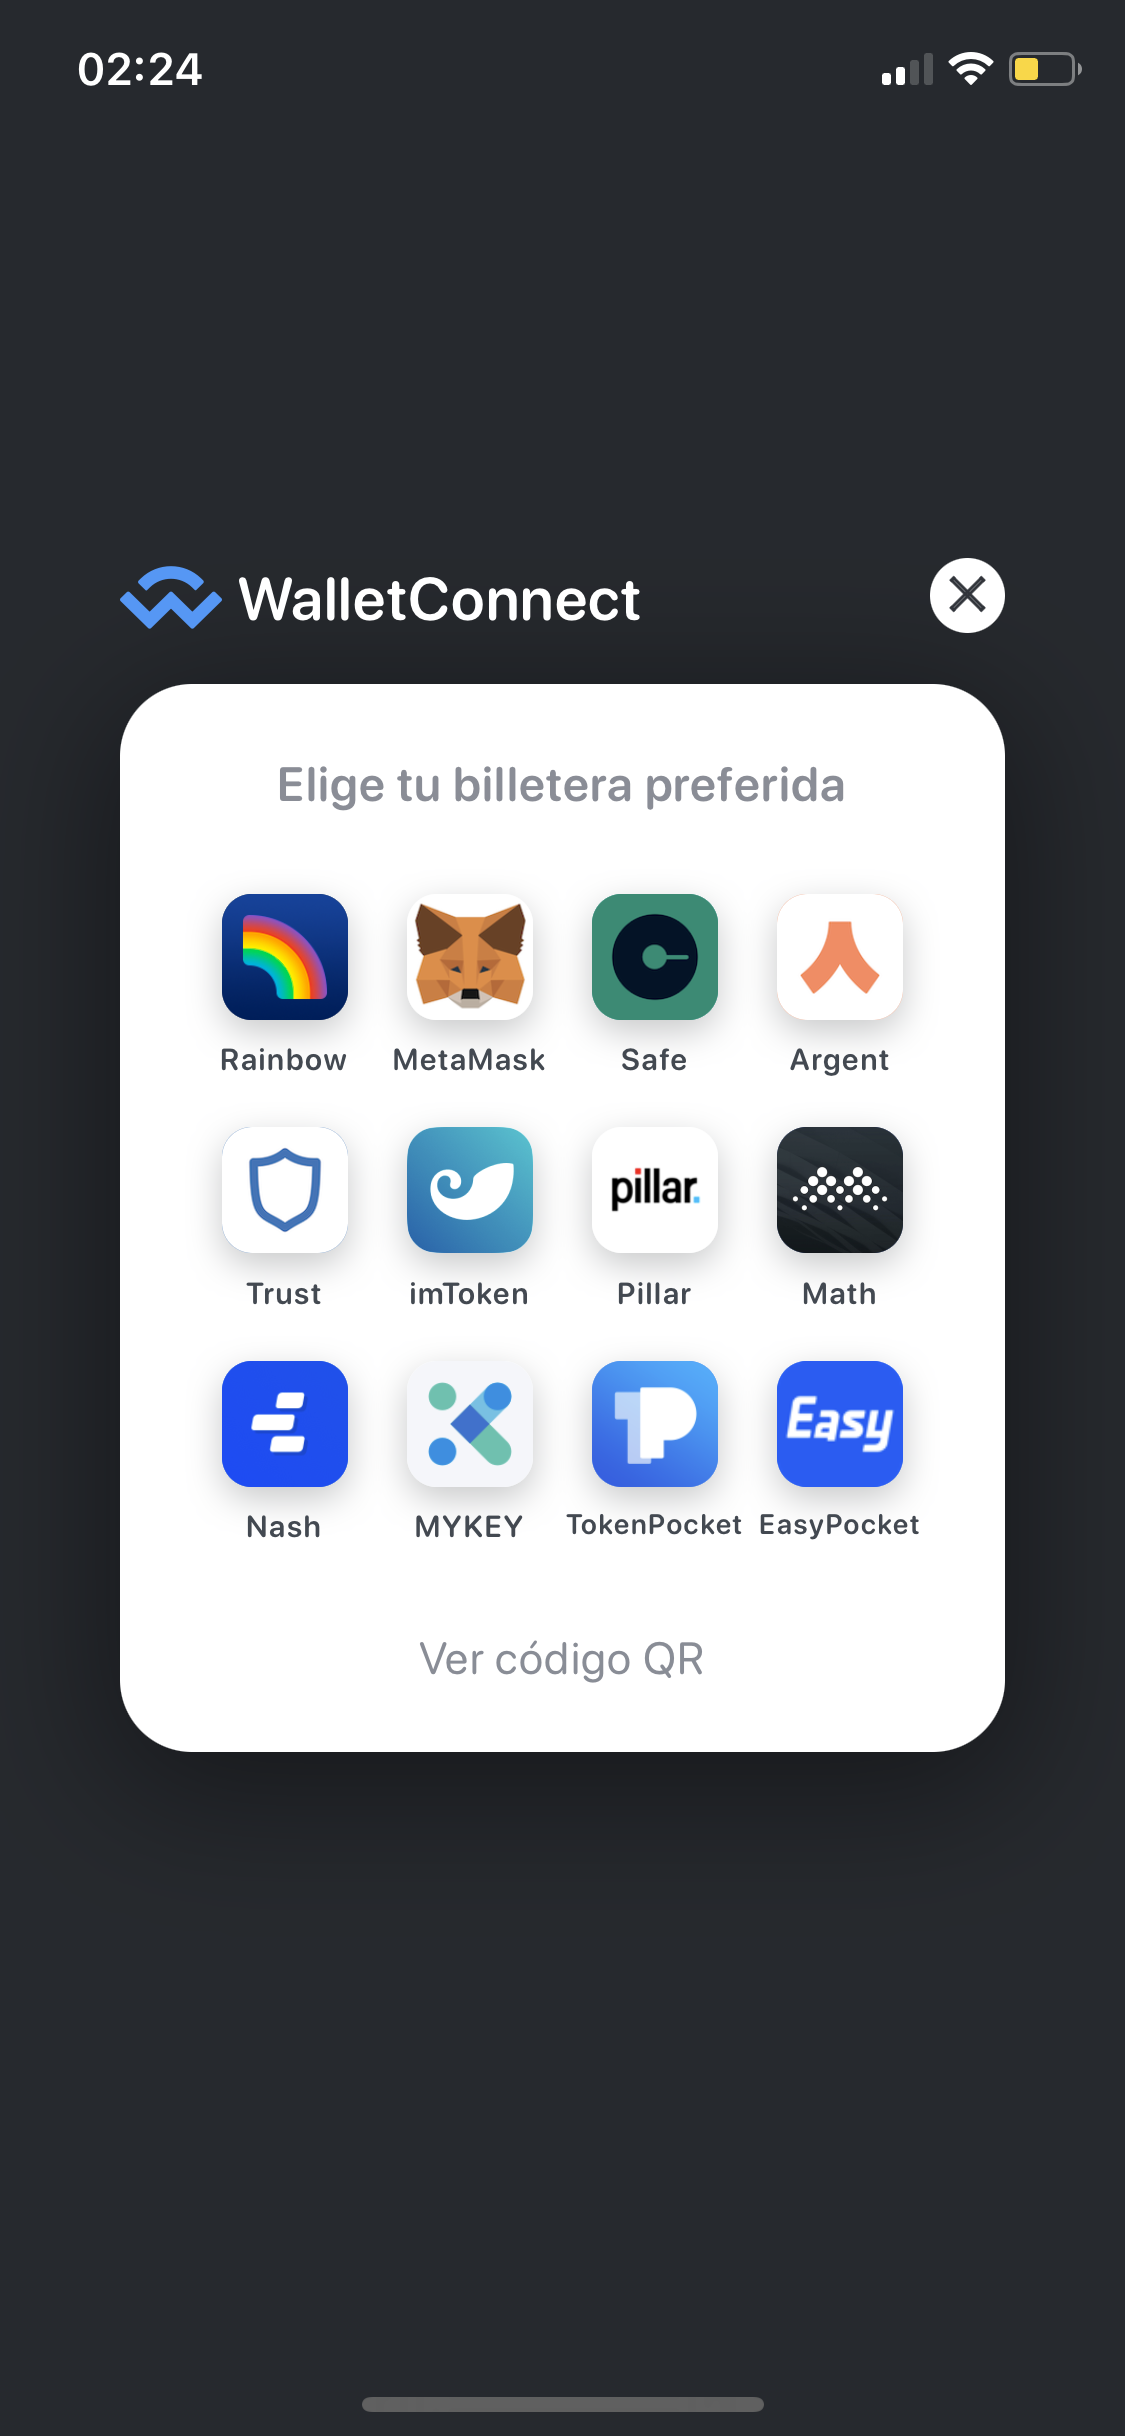 02:24
WalletConnect
Elige tu billetera preferida
Rainbow MetaMask Safe Argent
pillar.
Trust imToken Pillar Math
Easy
Nash MYKEY TokenPocket EasyPocket
Ver código QR